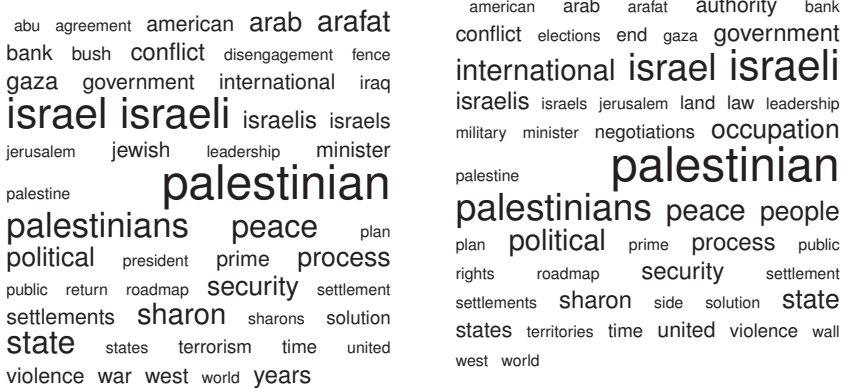 abu agreement american arab arafat
bank bush conflict disengagement fence
gaza government international iraq
israel israeli israelis israels
jerusalem jewish leadership minister
palestine palestinian
palestinians peace plan
political president prime process
public return roadmap security settlement
settlements sharon sharons solution
state states terrorism time united
violence war west world years
american arab arafat authority bank
conflict elections end gaza government
international israel israeli
israelis israels jerusalem land law leadership
military minister negotiations occupation
palestine palestinian
palestinians peace people
plan political prime process public
rights roadmap security settlement
settlements sharon side solution state
states territories time united violence wall
west world